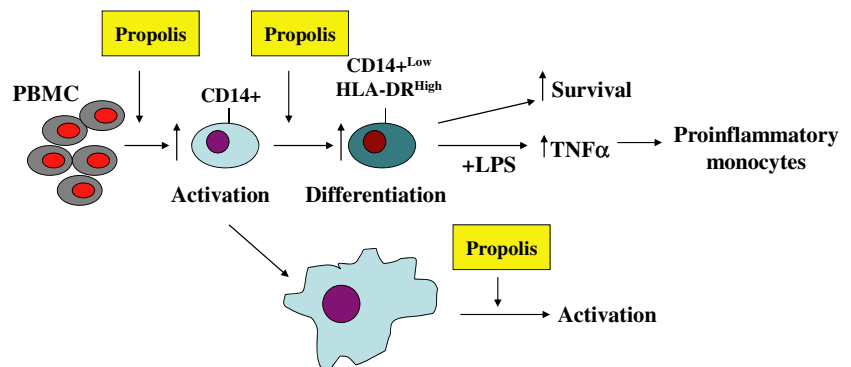 Propolis
Propolis
PBMC
CD14+
CD14+Low
HLA-DRHigh
Survival
+LPS
TNFα
Proinflammatory
monocytes
Activation
Differentiation
Propolis
Activation